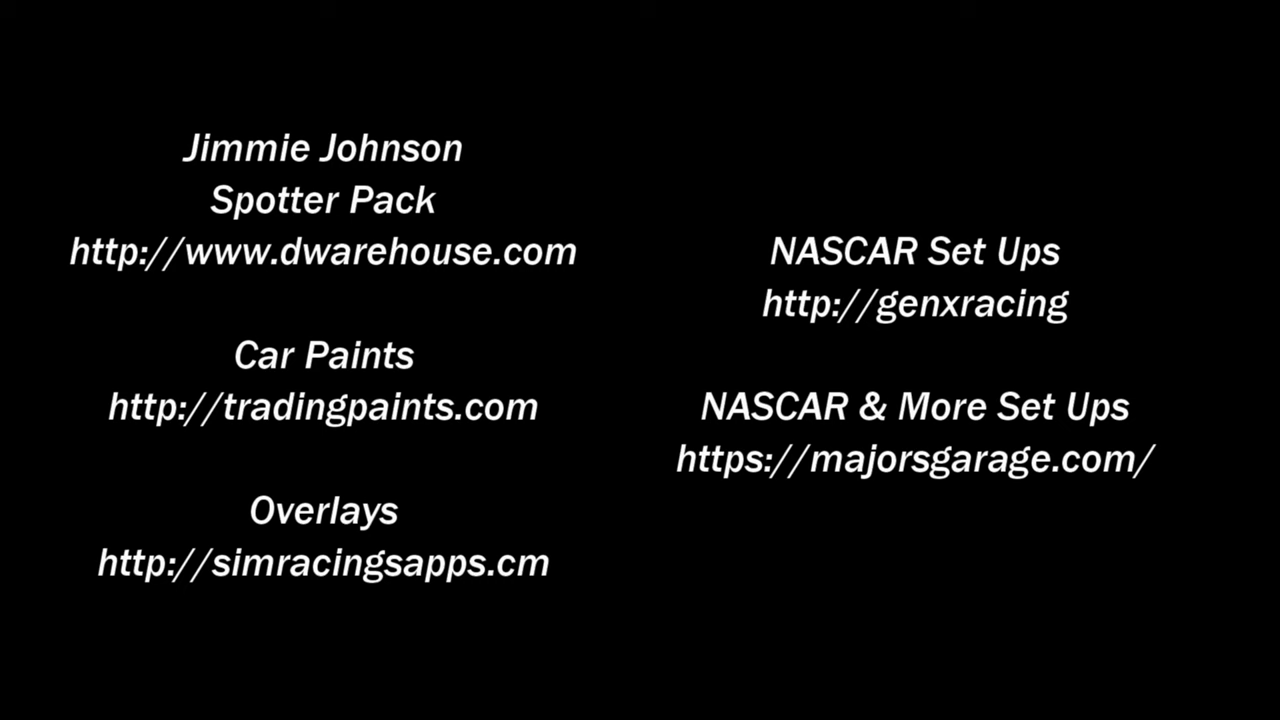 Jimmie Johnson
Spotter Pack
http://www.dwarehouse.com
Car Paints
http://tradingpaints.com
Overlays
http://simracingsapps.cm
NASCAR Set Ups
http://genxracing
NASCAR & More Set Ups
https://majorsgarage.com/